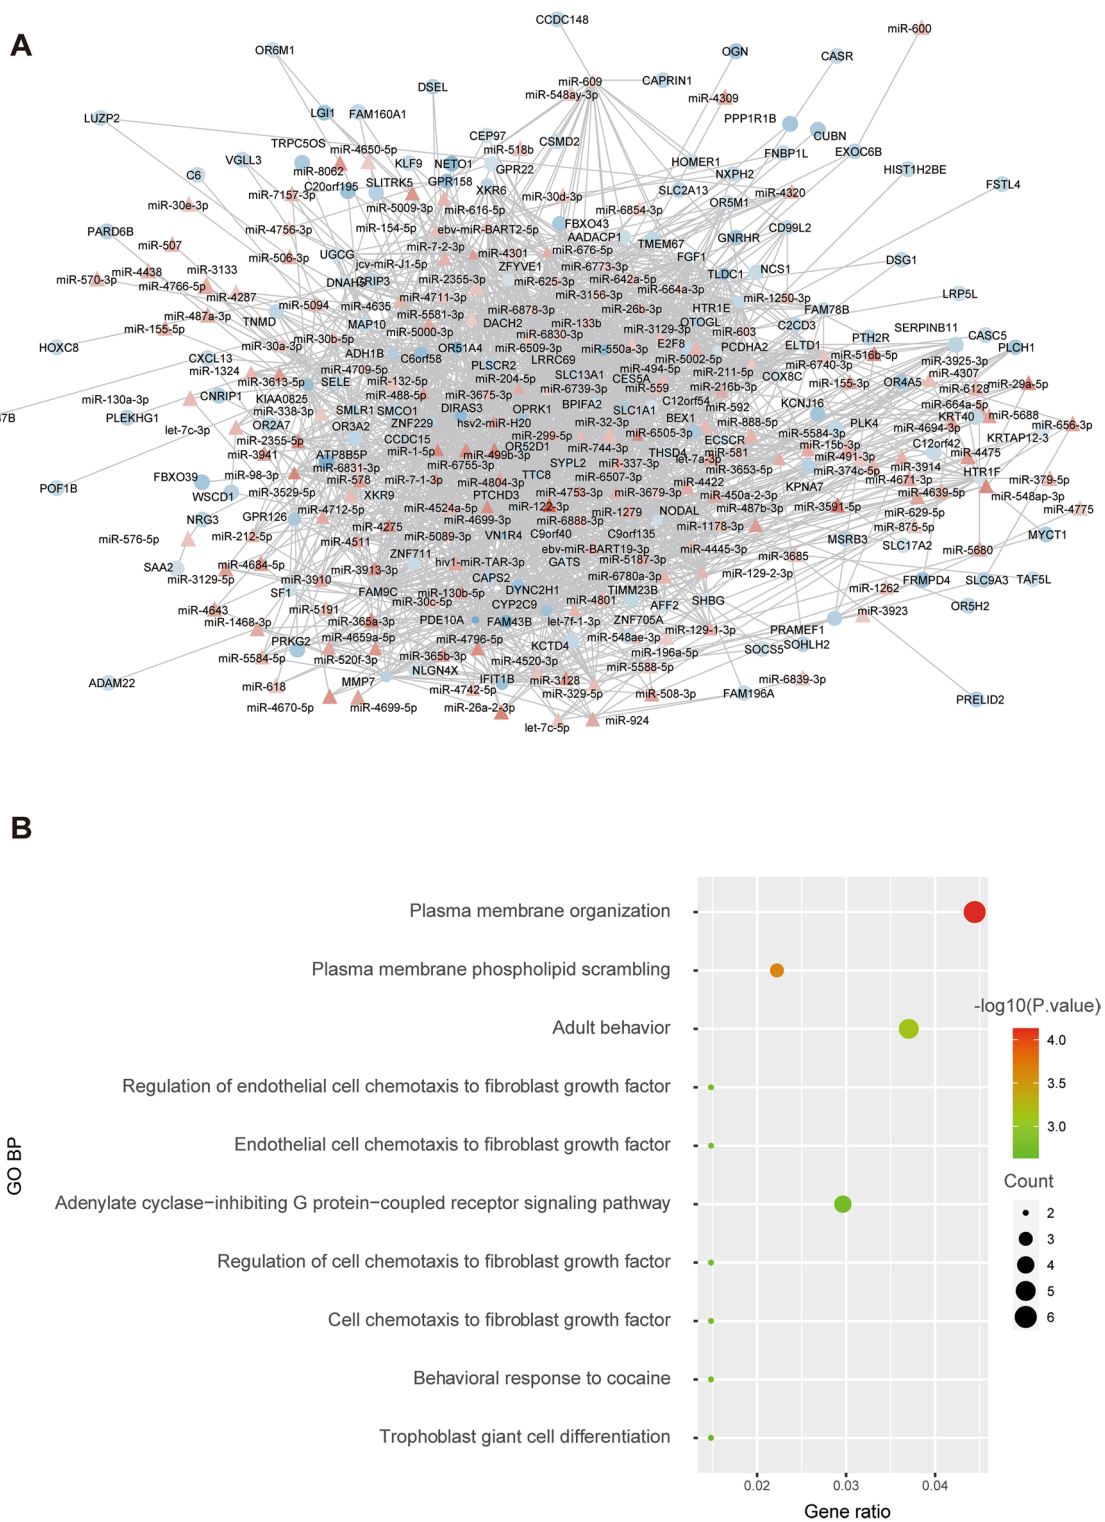 A
CCDC148
miR-600
OR6M1
OGN
CASR
miR-609
CAPRIN1
DSEL
miR-548ay-3p
miR-4309
LUZP2
LGI1
FAM160A1
PPP1R1B
CUBN
TRPC5OS
miR-4650-5p
CEP97
CSMD2
miR-518b
FNBP1L
EXOC6B
VGLL3
miR-8062
KLF9
NETO1
GPR22
HOMER1
NXPH2
HIST1H2BE
C6
C20orf195
SLITRK5
GPR158
XKR6
SLC2A13
miR-4320
FSTL4
miR-7157-3p
miR-30d-3p
miR-30e-3p
miR-5009-3p
miR-616-5p
miR-6854-3p
OR5M1
PARD6B
miR-4756-3p
miR-154-5p
ebv-miR-BART2-5p
FBXO43
CD99L2
miR-507
miR-7-2-3p
AADACP1
TMEM67
GNRHR
miR-506-3p
UGCG
miR-4301
miR-676-5p
FGF1
DSG1
miR-4438
miR-3133
jcv-miR-J1-5p
ZFYVE1
miR-6773-3p
TLDC1
NCS1
miR-570-3p
miR-4766-5p
DNAH5
GRIP3
miR-2355-3p
miR-625-3p
miR-642a-5p
miR-664a-3p
miR-4287
miR-4711-3p
miR-3156-3p
miR-1250-3p
LRP5L
miR-5094
miR-4635
miR-6878-3p
miR-26b-3p
HTR1E
FAM78B
miR-487a-3p
TNMD
MAP10
miR-5581-3p
DACH2
miR-133b
OTOGL
C2CD3
miR-155-5p
miR-5000-3p
miR-6830-3p
miR-3129-3p
miR-603
SERPINB11
CASC5
HOXC8
miR-30a-3p
miR-30b-5p
OR51A4
miR-6509-3p
miR-550a-3p
E2F8
PCDHA2
ELTD1
PTH2R
PLCH1
CXCL13
ADH1B
C6orf58
LRRC69
miR-5002-5p
miR-516b-5p
miR-3925-3p
miR-1324
miR-4709-5p
PLSCR2
SLC13A1
miR-494-5p
miR-211-5p
COX8C
miR-6740-3p
miR-4307
miR-3613-5p
SELE
miR-132-5p
miR-204-5p
CES5A
miR-155-3p
OR4A5
miR-6128
miR-29a-5p
miR-130a-3p
CNRIP1
KIAA0825
miR-488-5p
miR-3675-3p
miR-6739-3p
miR-559
miR-216b-3p
KCNJ16
miR-664a-5p
37B
PLEKHG1
miR-338-3p
SMLR1
SMCO1
DIRAS3
OPRK1
BPIFA2
SLC1A1
C12orf54
miR-592
KRT40
miR-5688
let-7c-3p
OR2A7
OR3A2
ZNF229
hsv2-miR-H20
miR-32-3p
BEX1
miR-888-5p
PLK4
miR-4694-3p
miR-656-3p
miR-2355-5p
CCDC15
miR-299-5p
miR-6505-3p
ECSCR
miR-5584-3p
C12orf42
KRTAP12-3
miR-3941
ATP8B5P
miR-1-5p
OR52D1
miR-744-3p
THSD4
miR-581
miR-15b-3p
miR-4475
POF1B
FBXO39
miR-98-3p
miR-6831-3p
miR-6755-3p
miR-499b-3p
SYPL2
miR-337-3p
let-7a-3p
miR-3653-5p
miR-491-3p
miR-374c-5p
miR-3914
HTR1F
miR-578
miR-7-1-3p
miR-4804-3p
TTC8
miR-6507-3p
miR-4422
KPNA7
miR-4671-3p
miR-379-5p
WSCD1
miR-3529-5p
XKR9
PTCHD3
miR-4753-3p
miR-3679-3p
miR-450a-2-3p
miR-4639-5p
miR-548ap-3p
NRG3
GPR126
miR-4712-5p
miR-4524a-5p
miR-122-3p
miR-1279
NODAL
miR-487b-3p
miR-3591-5p
miR-629-5p
miR-4775
miR-576-5p
miR-212-5p
miR-4275
miR-4699-3p
miR-6888-3p
miR-1178-3p
miR-875-5p
miR-4511
miR-5089-3p
VN1R4
C9orf40
C9orf135
MSRB3
SLC17A2
MYCT1
SAA2
miR-4684-5p
ZNF711
ebv-miR-BART19-3p
miR-4445-3p
miR-3685
miR-5680
miR-3129-5p
miR-3910
miR-3913-3p
hiv1-miR-TAR-3p
GATS
miR-5187-3p
miR-129-2-3p
SF1
FAM9C
CAPS2
miR-6780a-3p
miR-1262
FRMPD4
SLC9A3
TAF5L
miR-4643
miR-5191
miR-130b-5p
DYNC2H1
TIMM23B
SHBG
miR-30c-5p
CYP2C9
miR-4801
AFF2
miR-3923
OR5H2
miR-1468-3p
miR-365a-3p
PDE10A
FAM43B
let-7f-1-3p
ZNF705A
miR-129-1-3p
PRAMEF1
PRKG2
miR-4659a-5p
miR-4796-5p
KCTD4
miR-548ae-3p
miR-196a-5p
SOCS5
SOHLH2
miR-5584-5p
miR-520f-3p
miR-365b-3p
miR-4520-3p
miR-5588-5p
ADAM22
miR-618
MMP7
NLGN4X
IFIT1B
miR-3128
miR-6839-3p
miR-4742-5p
miR-329-5p
FAM196A
PRELID2
miR-4670-5p
miR-4699-5p
miR-26a-2-3p
miR-508-3p
let-7c-5p
miR-924
B
Plasma membrane organization
Plasma membrane phospholipid scrambling
Adult behavior
Regulation of endothelial cell chemotaxis to fibroblast growth factor
Endothelial cell chemotaxis to fibroblast growth factor
Adenylate cyclase−inhibiting G protein−coupled receptor signaling pathway
Regulation of cell chemotaxis to fibroblast growth factor
Cell chemotaxis to fibroblast growth factor
Behavioral response to cocaine
Trophoblast giant cell differentiation
GO BP
0.02
0.03
0.04
Gene ratio
-log10(P.value)
4.0
3.5
3.0
Count
2
3
4
5
6